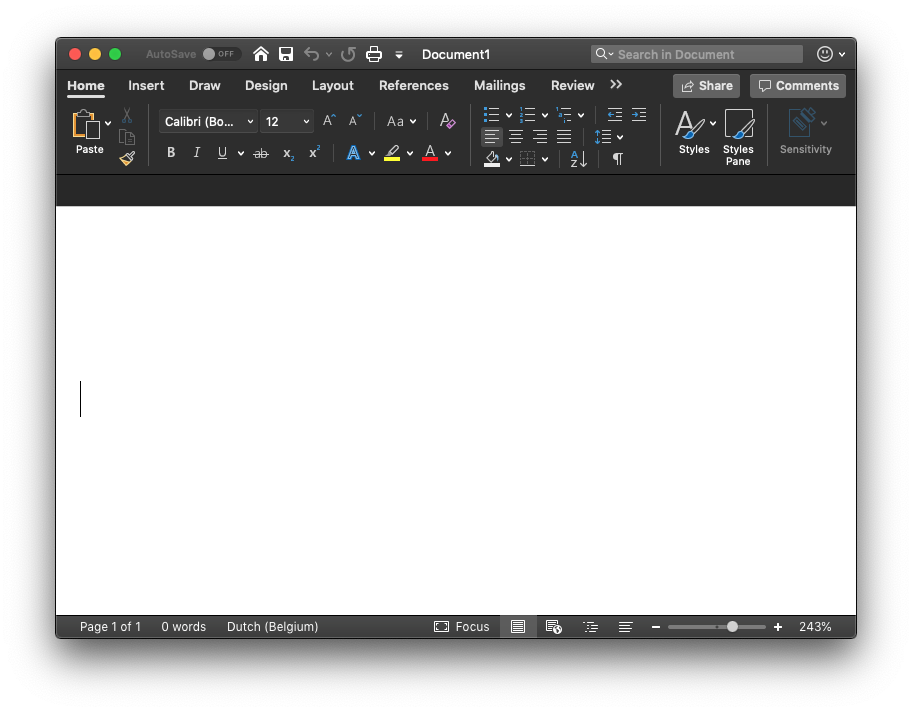 AutoSave OFF Document1 Search in Document
Home Insert Draw Design Layout References Mailings Review Share Comments
Paste Calibri (Bo... 12 A^ A˅ Aa A Styles Styles Pane Sensitivity
B I U ab x₂ x² A A A Z ¶
Page 1 of 1 0 words Dutch (Belgium) Focus 243%